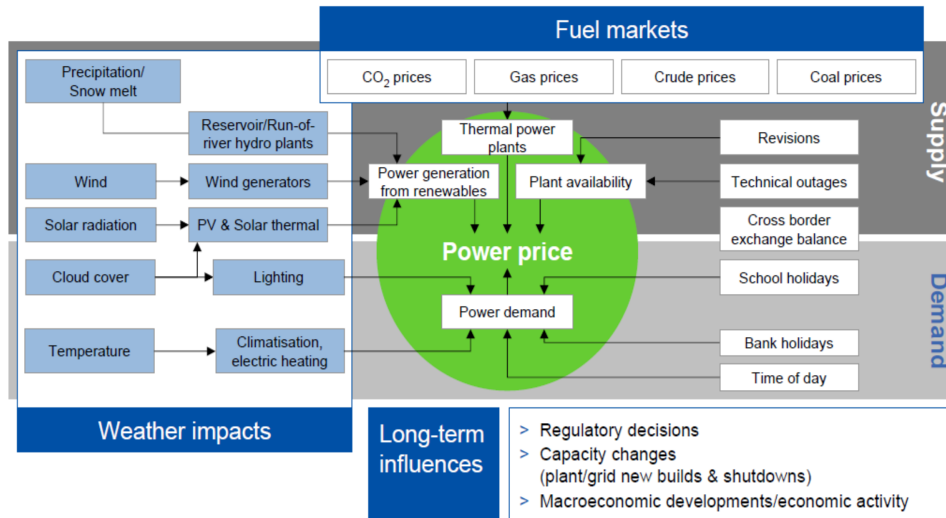 Fuel markets
CO₂ prices
Gas prices
Crude prices
Coal prices
Precipitation/
Snow melt
Reservoir/Run-of-
river hydro plants
Thermal power
plants
Revisions
Supply
Wind
Wind generators
Power generation
from renewables
Plant availability
Technical outages
Solar radiation
PV & Solar thermal
Cross border
exchange balance
Power price
Cloud cover
Lighting
School holidays
Demand
Power demand
Temperature
Climatisation,
electric heating
Bank holidays
Time of day
Weather impacts
Long-term
influences
> Regulatory decisions
> Capacity changes
(plant/grid new builds & shutdowns)
> Macroeconomic developments/economic activity